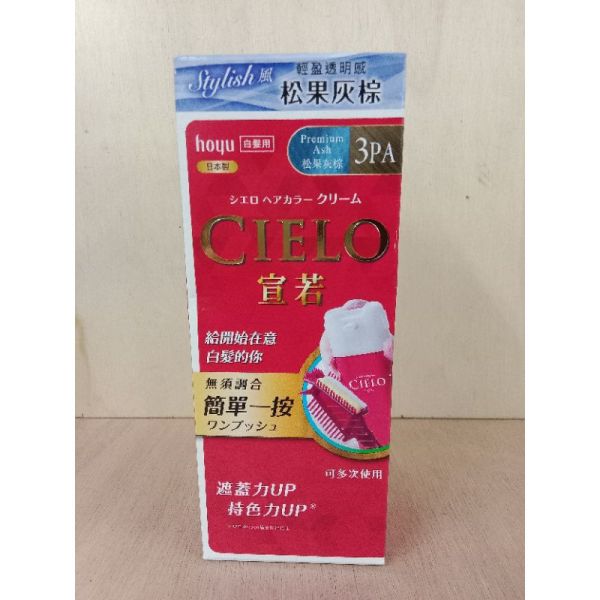 Stylish風
輕盈透明感
松果灰棕
hoyu 白髮用
日本製
Premium
Ash
松果灰棕
3PA
シエロ ヘアカラー クリーム
CIELO
宣若
給開始在意
白髮的你
無須調合
簡單一按
ワンプッシュ
CIELO
可多次使用
遮蓋力UP
持色力UP※